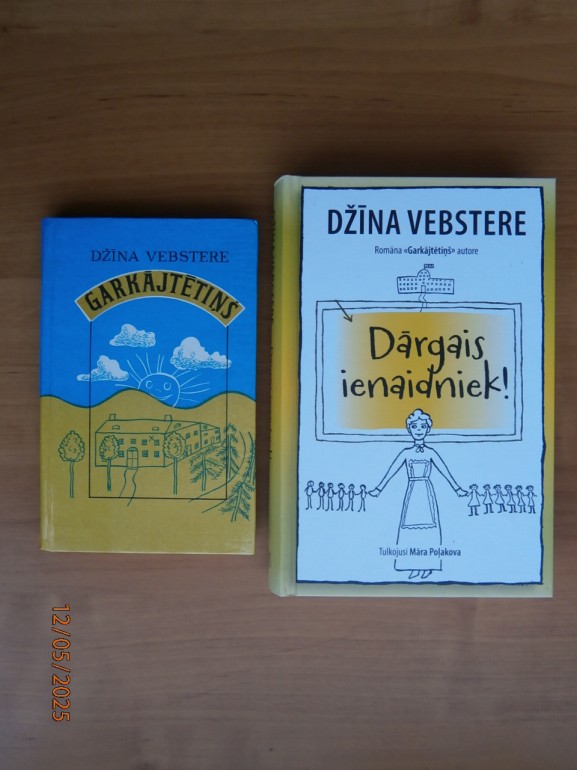 DŽĪNA VEBSTERE
GARKĀJTĒTIŅŠ
DŽĪNA VEBSTERE
Romāna «Garkājtētiņš» autore
Dārgais
ienaidniek!
Tulkojusi Māra Poļakova
12/05/2025